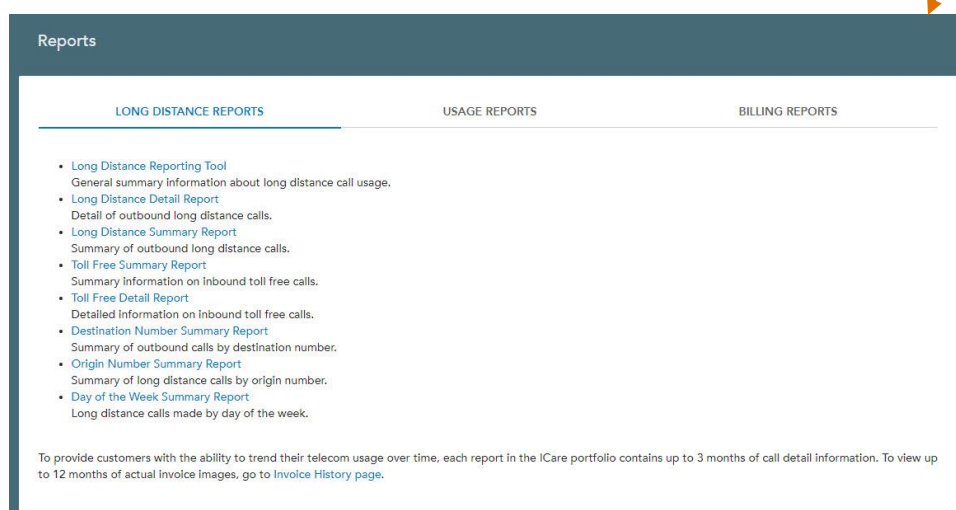 Reports
LONG DISTANCE REPORTS
USAGE REPORTS
BILLING REPORTS
• Long Distance Reporting Tool
General summary information about long distance call usage.
• Long Distance Detail Report
Detail of outbound long distance calls.
• Long Distance Summary Report
Summary of outbound long distance calls.
• Toll Free Summary Report
Summary information on inbound toll free calls.
• Toll Free Detail Report
Detailed information on inbound toll free calls.
• Destination Number Summary Report
Summary of outbound calls by destination number.
• Origin Number Summary Report
Summary of long distance calls by origin number.
• Day of the Week Summary Report
Long distance calls made by day of the week.
To provide customers with the ability to trend their telecom usage over time, each report in the ICare portfolio contains up to 3 months of call detail information. To view up
to 12 months of actual invoice images, go to Invoice History page.